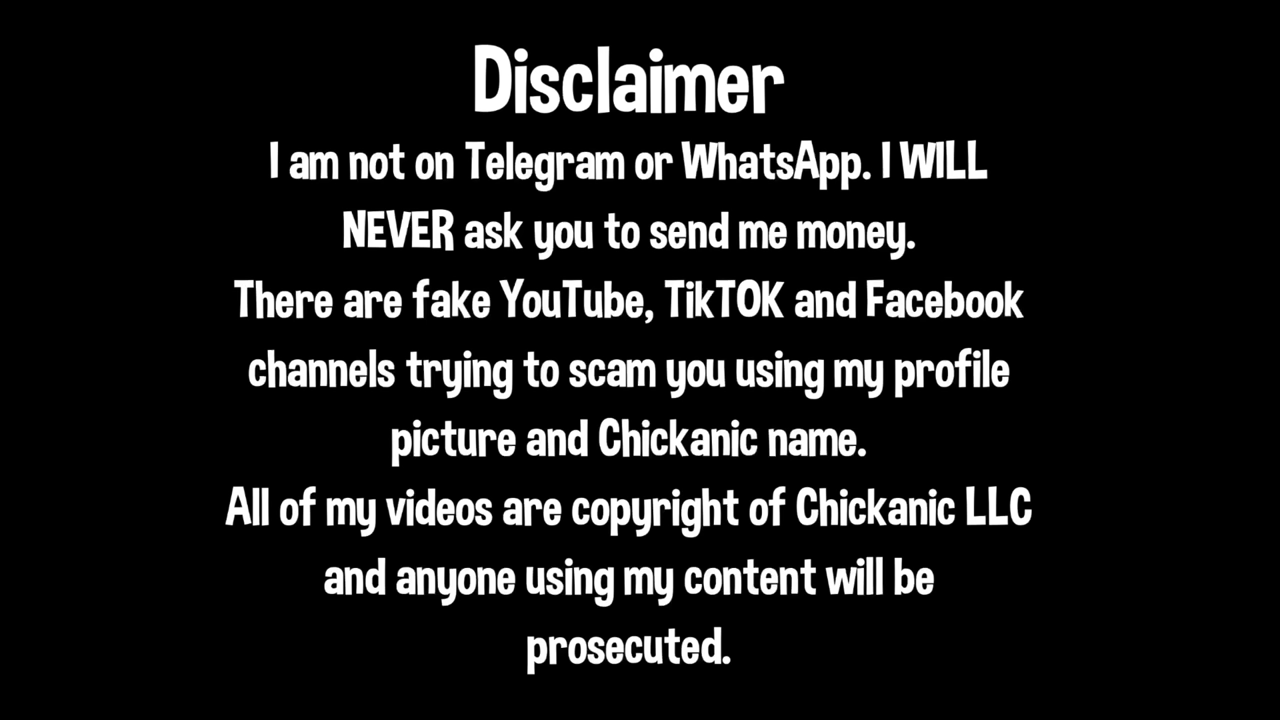 Disclaimer
I am not on Telegram or WhatsApp. I WILL
NEVER ask you to send me money.
There are fake YouTube, TikTOK and Facebook
channels trying to scam you using my profile
picture and Chickanic name.
All of my videos are copyright of Chickanic LLC
and anyone using my content will be
prosecuted.